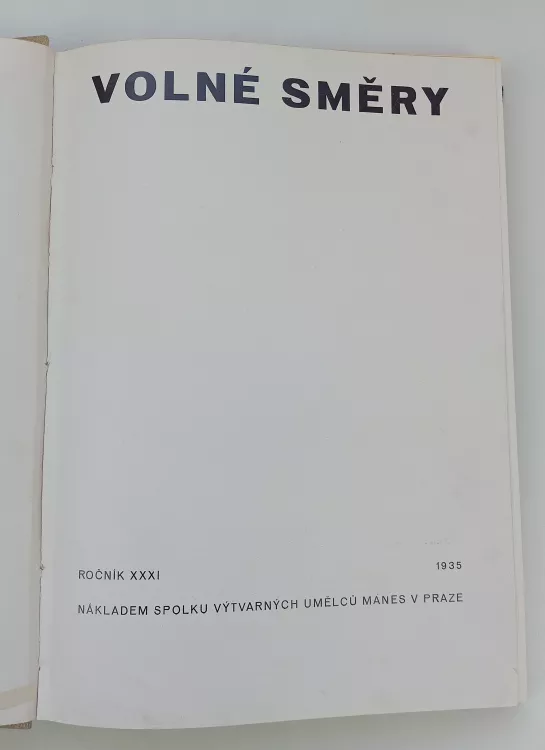 VOLNÉ SMĚRY
ROČNÍK XXXI 1935
NÁKLADEM SPOLKU VÝTVARNÝCH UMĚLCŮ MANES V PRAZE